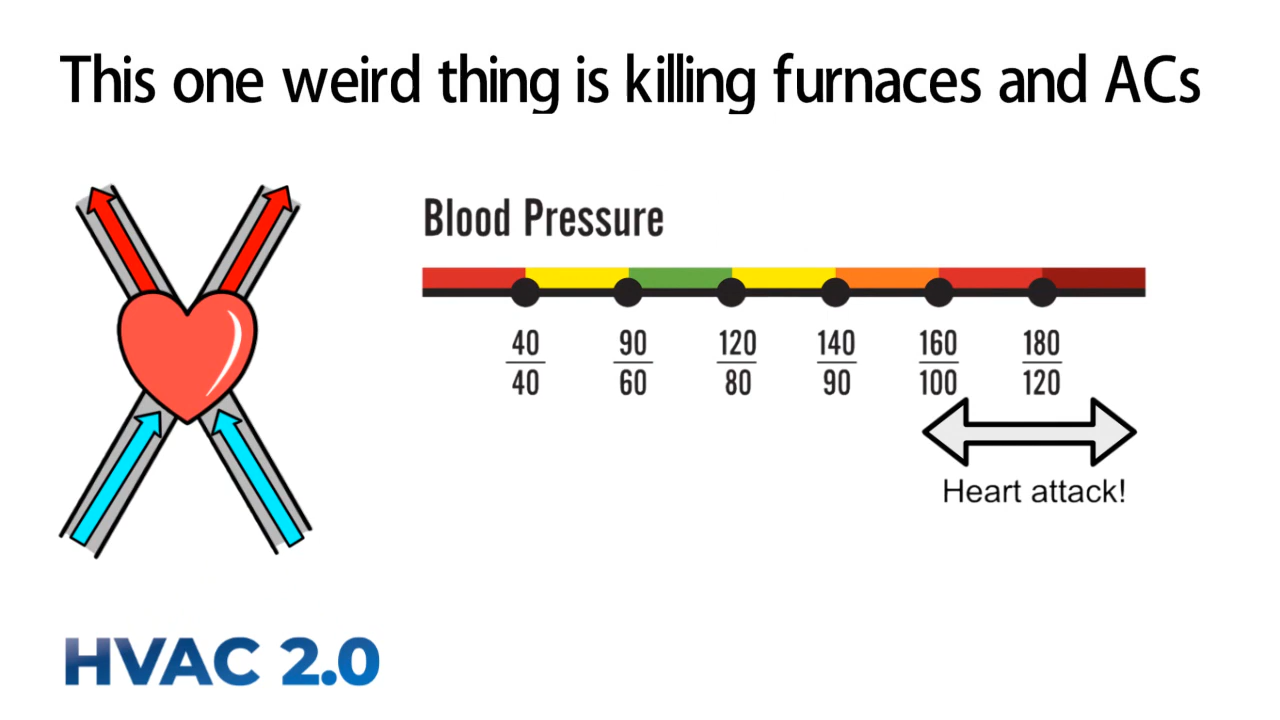 This one weird thing is killing furnaces and ACs
Blood Pressure
40 90 120 140 160 180
40 60 80 90 100 120
Heart attack!
HVAC 2.0